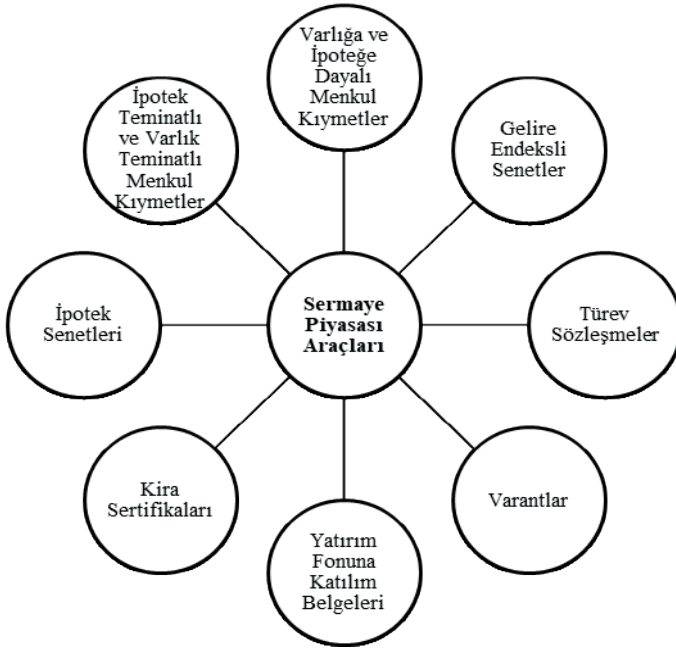 Varlığa ve
İpoteğe
Dayalı
Menkul
Kıymetler
Gelire
Endeksli
Senetler
Türev
Sözleşmeler
Varantlar
Yatırım
Fonuna
Katılım
Belgeleri
Kira
Sertifikaları
İpotek
Senetleri
İpotek
Teminatlı
ve Varlık
Teminatlı
Menkul
Kıymetler
Sermaye
Piyasası
Araçları